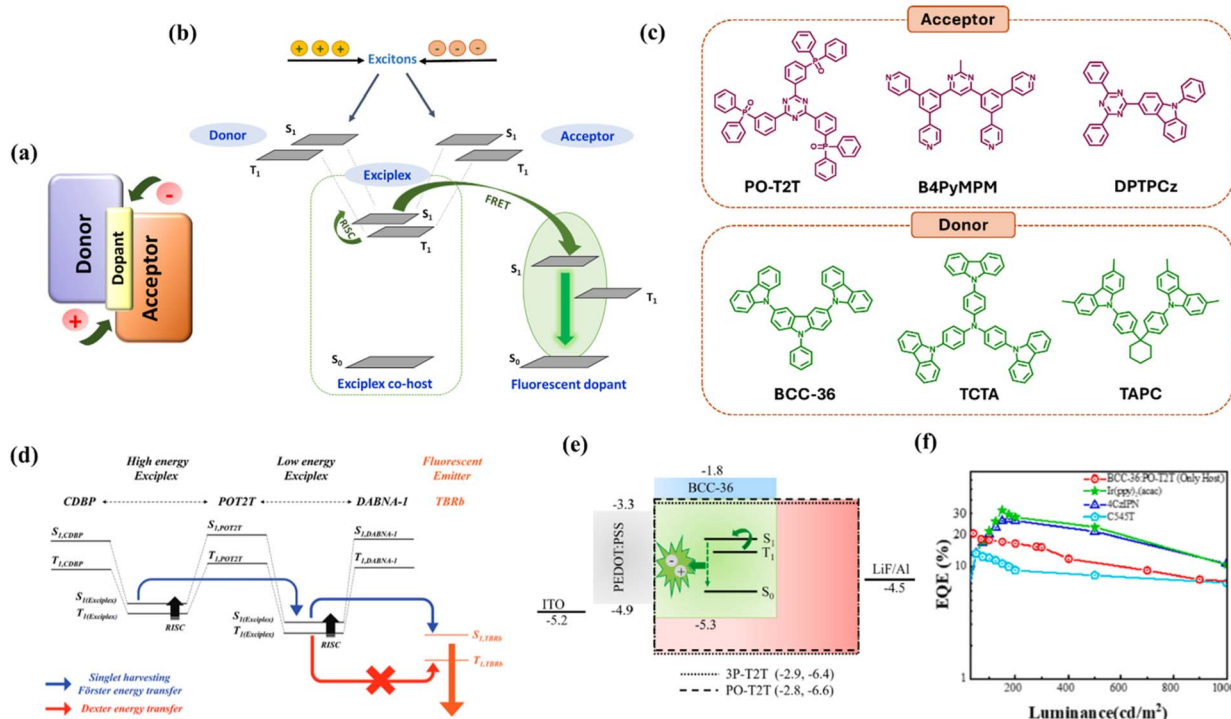 (a)
Donor
Dopant
Acceptor
-
+
(b)
+ + +
Excitons
- - -
Donor
S1
T1
S1
T1
Acceptor
Exciplex
RISC
S1
T1
FRET
S1
T1
S0
S0
Exciplex co-host
Fluorescent dopant
(c)
Acceptor
PO-T2T
B4PyMPM
DPTPCz
Donor
BCC-36
TCTA
TAPC
(d)
High energy
Exciplex
Low energy
Exciplex
Fluorescent
Emitter
CDBP
POT2T
DABNA-1
TBRb
S1,CDBP
T1,CDBP
S1,POT2T
T1,POT2T
S1,DABNA-1
T1,DABNA-1
S1(Exciplex)
T1(Exciplex)
RISC
S1(Exciplex)
T1(Exciplex)
RISC
S1,TBRb
T1,TBRb
Singlet harvesting
Förster energy transfer
Dexter energy transfer
(e)
-1.8
BCC-36
-3.3
PEDOT:PSS
-4.9
ITO
-5.2
S1
T1
S0
-5.3
LiF/Al
-4.5
3P-T2T (-2.9, -6.4)
PO-T2T (-2.8, -6.6)
(f)
BCC-36:PO-T2T (Only Host)
Ir(ppy)2(acac)
4CzIPN
C545T
EQE (%)
30
20
10
1
200
400
600
800
1000
Luminance(cd/m²)